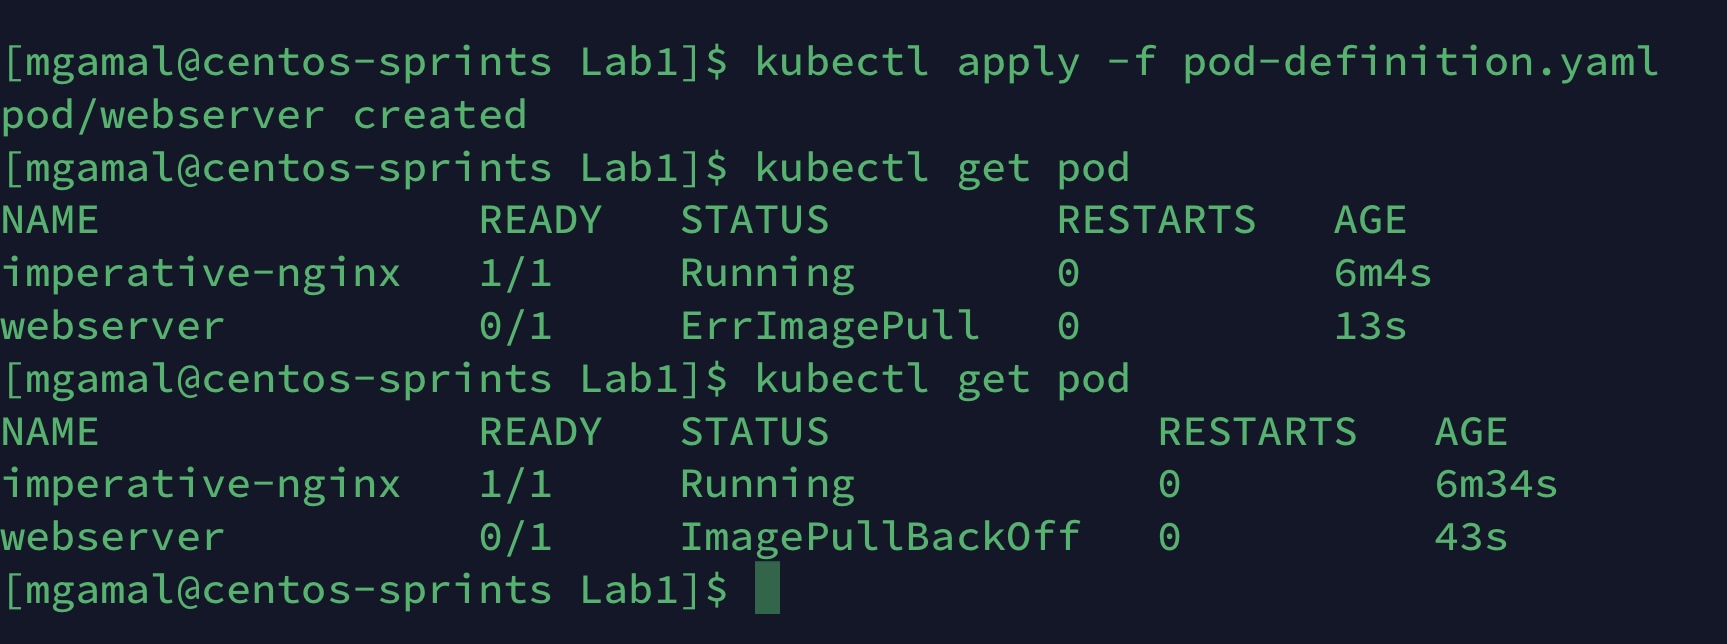 [mgamal@centos-sprints Lab1]$ kubectl apply -f pod-definition.yaml
pod/webserver created
[mgamal@centos-sprints Lab1]$ kubectl get pod
NAME               READY   STATUS         RESTARTS   AGE
imperative-nginx   1/1     Running        0          6m4s
webserver          0/1     ErrImagePull   0          13s
[mgamal@centos-sprints Lab1]$ kubectl get pod
NAME               READY   STATUS             RESTARTS   AGE
imperative-nginx   1/1     Running            0          6m34s
webserver          0/1     ImagePullBackOff   0          43s
[mgamal@centos-sprints Lab1]$